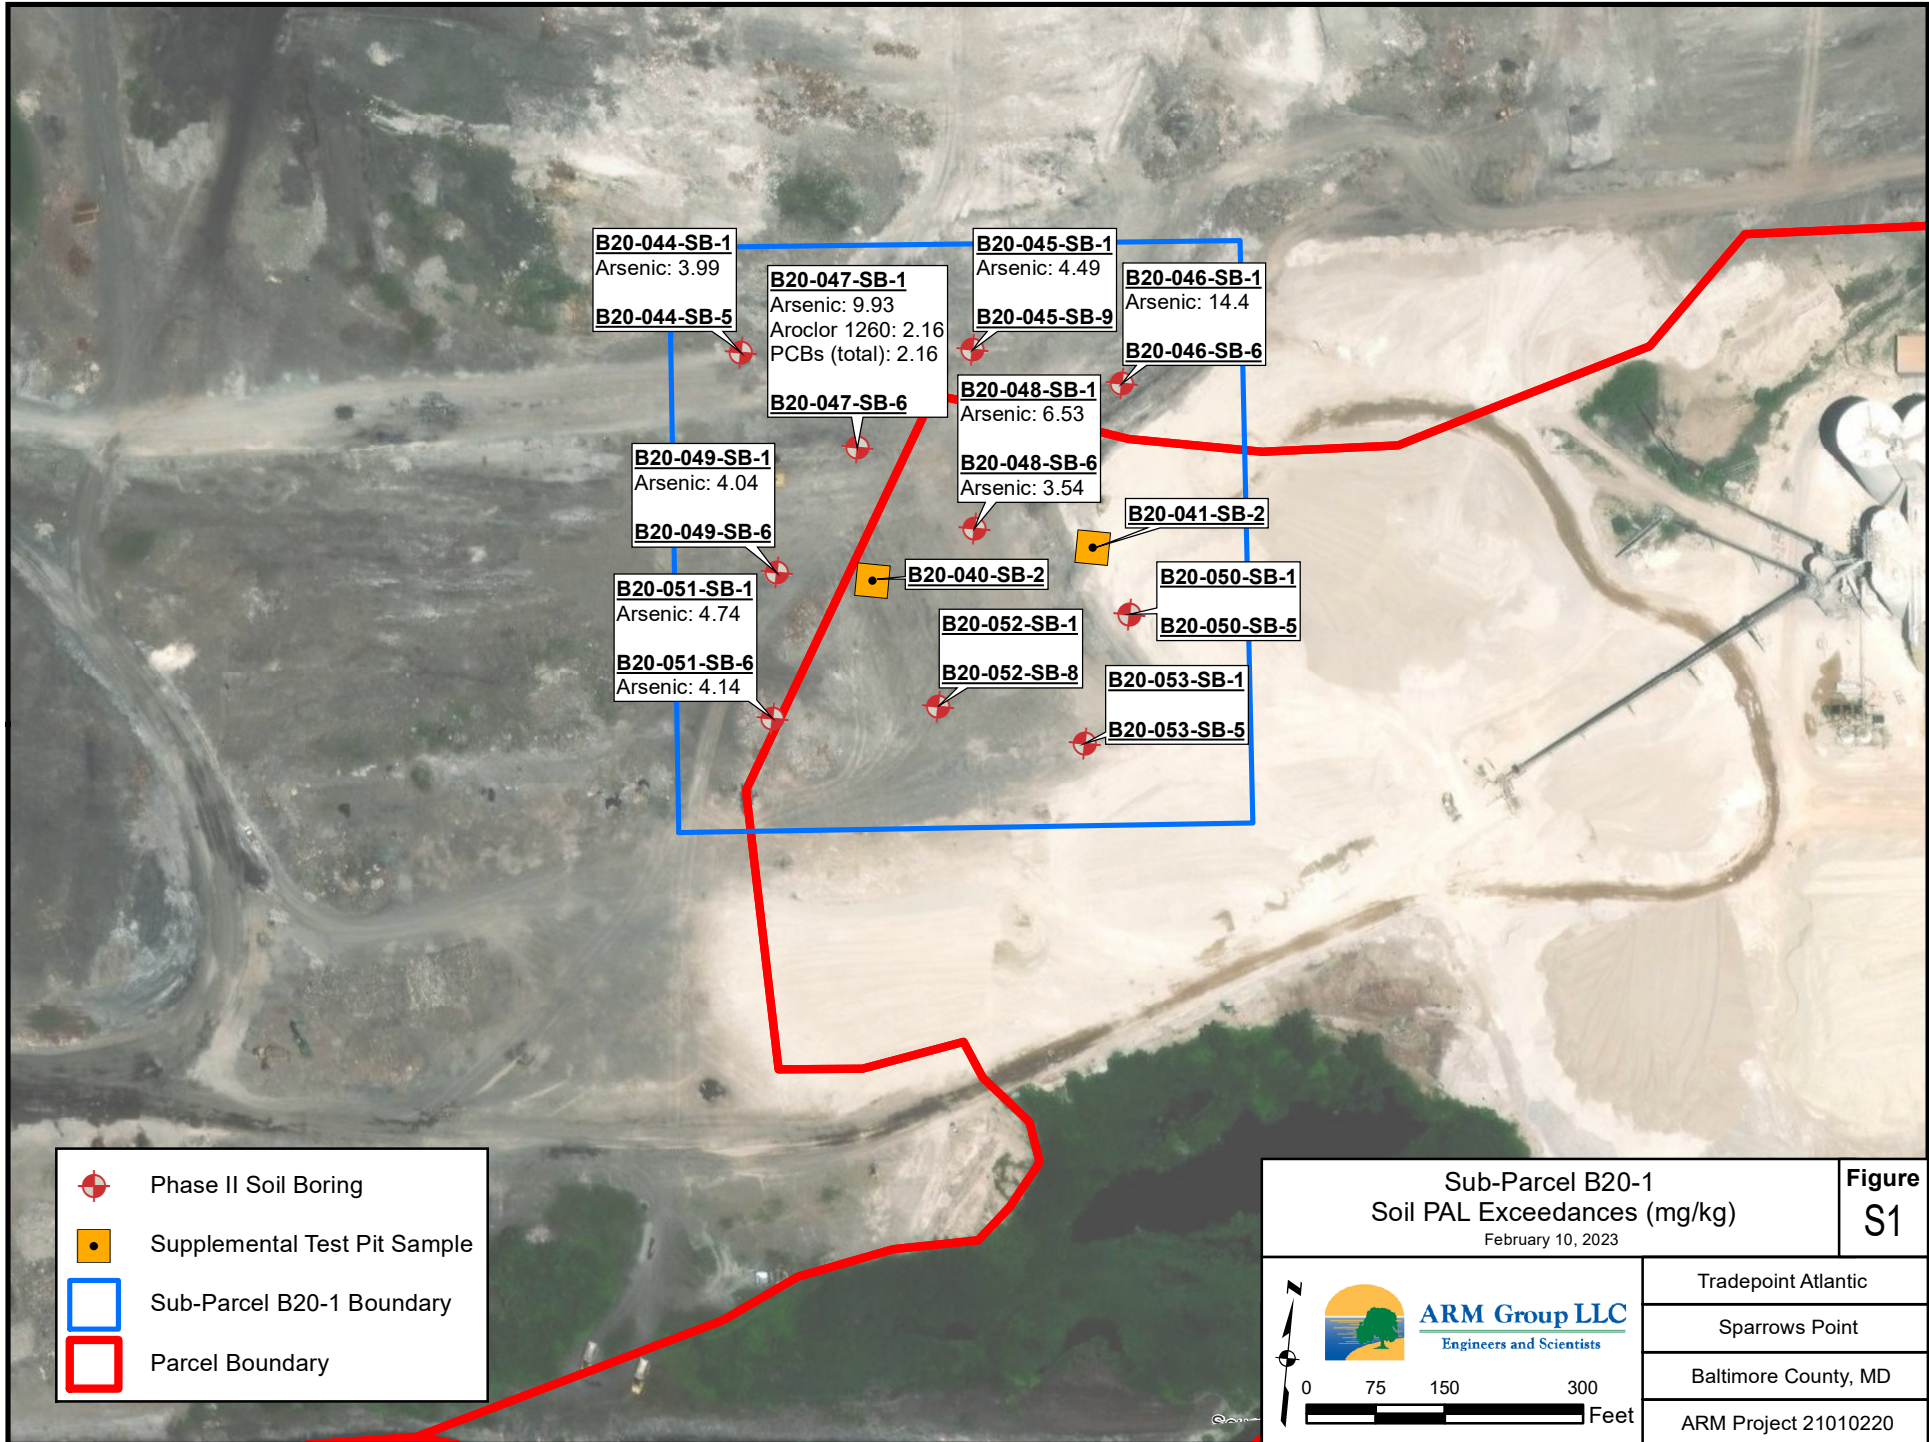 B20-044-SB-1
Arsenic: 3.99
B20-044-SB-5
B20-047-SB-1
Arsenic: 9.93
Aroclor 1260: 2.16
PCBs (total): 2.16
B20-047-SB-6
B20-045-SB-1
Arsenic: 4.49
B20-045-SB-9
B20-046-SB-1
Arsenic: 14.4
B20-046-SB-6
B20-048-SB-1
Arsenic: 6.53
B20-048-SB-6
Arsenic: 3.54
B20-049-SB-1
Arsenic: 4.04
B20-049-SB-6
B20-041-SB-2
B20-040-SB-2
B20-050-SB-1
B20-050-SB-5
B20-051-SB-1
Arsenic: 4.74
B20-051-SB-6
Arsenic: 4.14
B20-052-SB-1
B20-052-SB-8
B20-053-SB-1
B20-053-SB-5
Phase II Soil Boring
Supplemental Test Pit Sample
Sub-Parcel B20-1 Boundary
Parcel Boundary
Sub-Parcel B20-1
Soil PAL Exceedances (mg/kg)
February 10, 2023
Figure
S1
N
ARM Group LLC
Engineers and Scientists
0 75 150 300
Feet
Tradepoint Atlantic
Sparrows Point
Baltimore County, MD
ARM Project 21010220